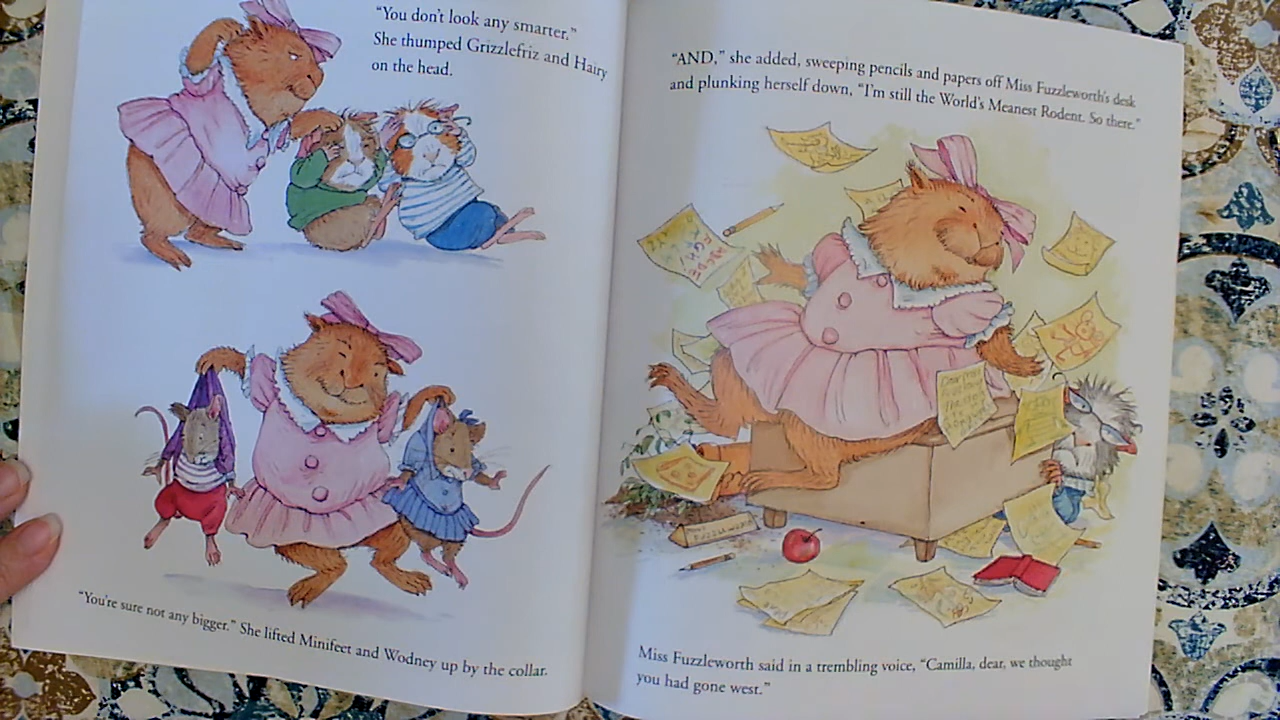 "You don't look any smarter."
She thumped Grizzlefriz and Hairy
on the head.
"You're sure not any bigger." She lifted Minifeet and Wodney up by the collar.
"AND," she added, sweeping pencils and papers off Miss Fuzzleworth's desk
and plunking herself down, "I'm still the World's Meanest Rodent. So there."
Miss Fuzzleworth said in a trembling voice, "Camilla, dear, we thought
you had gone west."